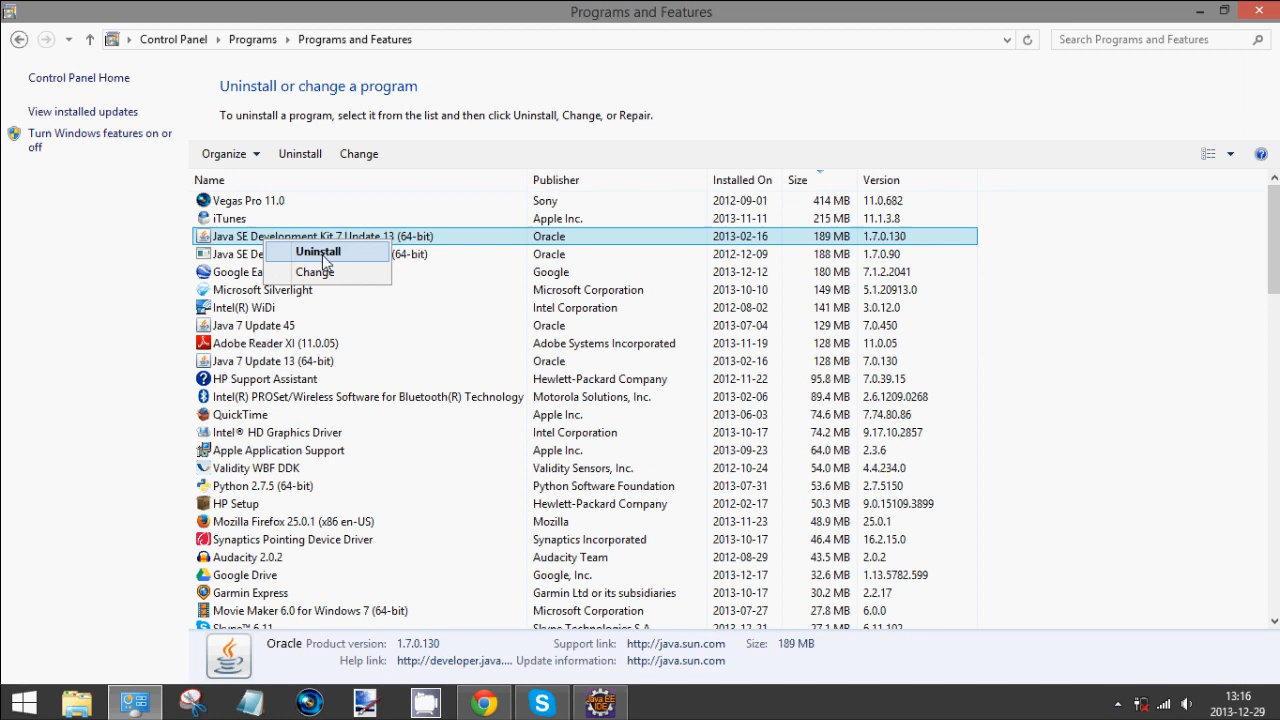 Programs and Features
Control Panel Programs Programs and Features Search Programs and Features
Control Panel Home
View installed updates
Turn Windows features on or
off
Uninstall or change a program
To uninstall a program, select it from the list and then click Uninstall, Change, or Repair.
Organize Uninstall Change
Name Publisher Installed On Size Version
Vegas Pro 11.0 Sony 2012-09-01 414 MB 11.0.682
iTunes Apple Inc. 2013-11-11 215 MB 11.1.3.8
Java SE Development Kit 7 Update 13 (64-bit) Oracle 2013-02-16 189 MB 1.7.0.130
Java SE De (64-bit) Oracle 2012-12-09 188 MB 1.7.0.90
Uninstall
Google Ea Google 2013-12-12 180 MB 7.1.2.2041
Change
Microsoft Silverlight Microsoft Corporation 2013-10-10 149 MB 5.1.20913.0
Intel(R) WiDi Intel Corporation 2012-08-02 141 MB 3.0.12.0
Java 7 Update 45 Oracle 2013-07-04 129 MB 7.0.450
Adobe Reader XI (11.0.05) Adobe Systems Incorporated 2013-11-19 128 MB 11.0.05
Java 7 Update 13 (64-bit) Oracle 2013-02-16 128 MB 7.0.130
HP Support Assistant Hewlett-Packard Company 2012-11-22 95.8 MB 7.0.39.15
Intel(R) PROSet/Wireless Software for Bluetooth(R) Technology Motorola Solutions, Inc. 2013-02-06 89.4 MB 2.6.1209.0268
QuickTime Apple Inc. 2013-06-03 74.6 MB 7.74.80.86
Intel® HD Graphics Driver Intel Corporation 2013-10-17 74.2 MB 9.17.10.2857
Apple Application Support Apple Inc. 2013-09-23 64.0 MB 2.3.6
Validity WBF DDK Validity Sensors, Inc. 2012-10-24 54.0 MB 4.4.234.0
Python 2.7.5 (64-bit) Python Software Foundation 2013-07-31 53.6 MB 2.7.5150
HP Setup Hewlett-Packard Company 2012-02-17 50.3 MB 9.0.15109.3899
Mozilla Firefox 25.0.1 (x86 en-US) Mozilla 2013-11-23 48.9 MB 25.0.1
Synaptics Pointing Device Driver Synaptics Incorporated 2013-10-17 46.4 MB 16.2.15.0
Audacity 2.0.2 Audacity Team 2012-08-29 43.5 MB 2.0.2
Google Drive Google, Inc. 2013-12-17 32.6 MB 1.13.5782.599
Garmin Express Garmin Ltd or its subsidiaries 2013-10-17 30.2 MB 2.2.17
Movie Maker 6.0 for Windows 7 (64-bit) Microsoft Corporation 2013-07-27 27.8 MB 6.0.0
Skype™ 6.11 Skype Technologies S.A. 2013-12-21 27.1 MB 6.11.102
Oracle Product version: 1.7.0.130 Support link: http://java.sun.com Size: 189 MB
Help link: http://developer.java.... Update information: http://java.sun.com
Java EE
IDE
13:16
2013-12-29